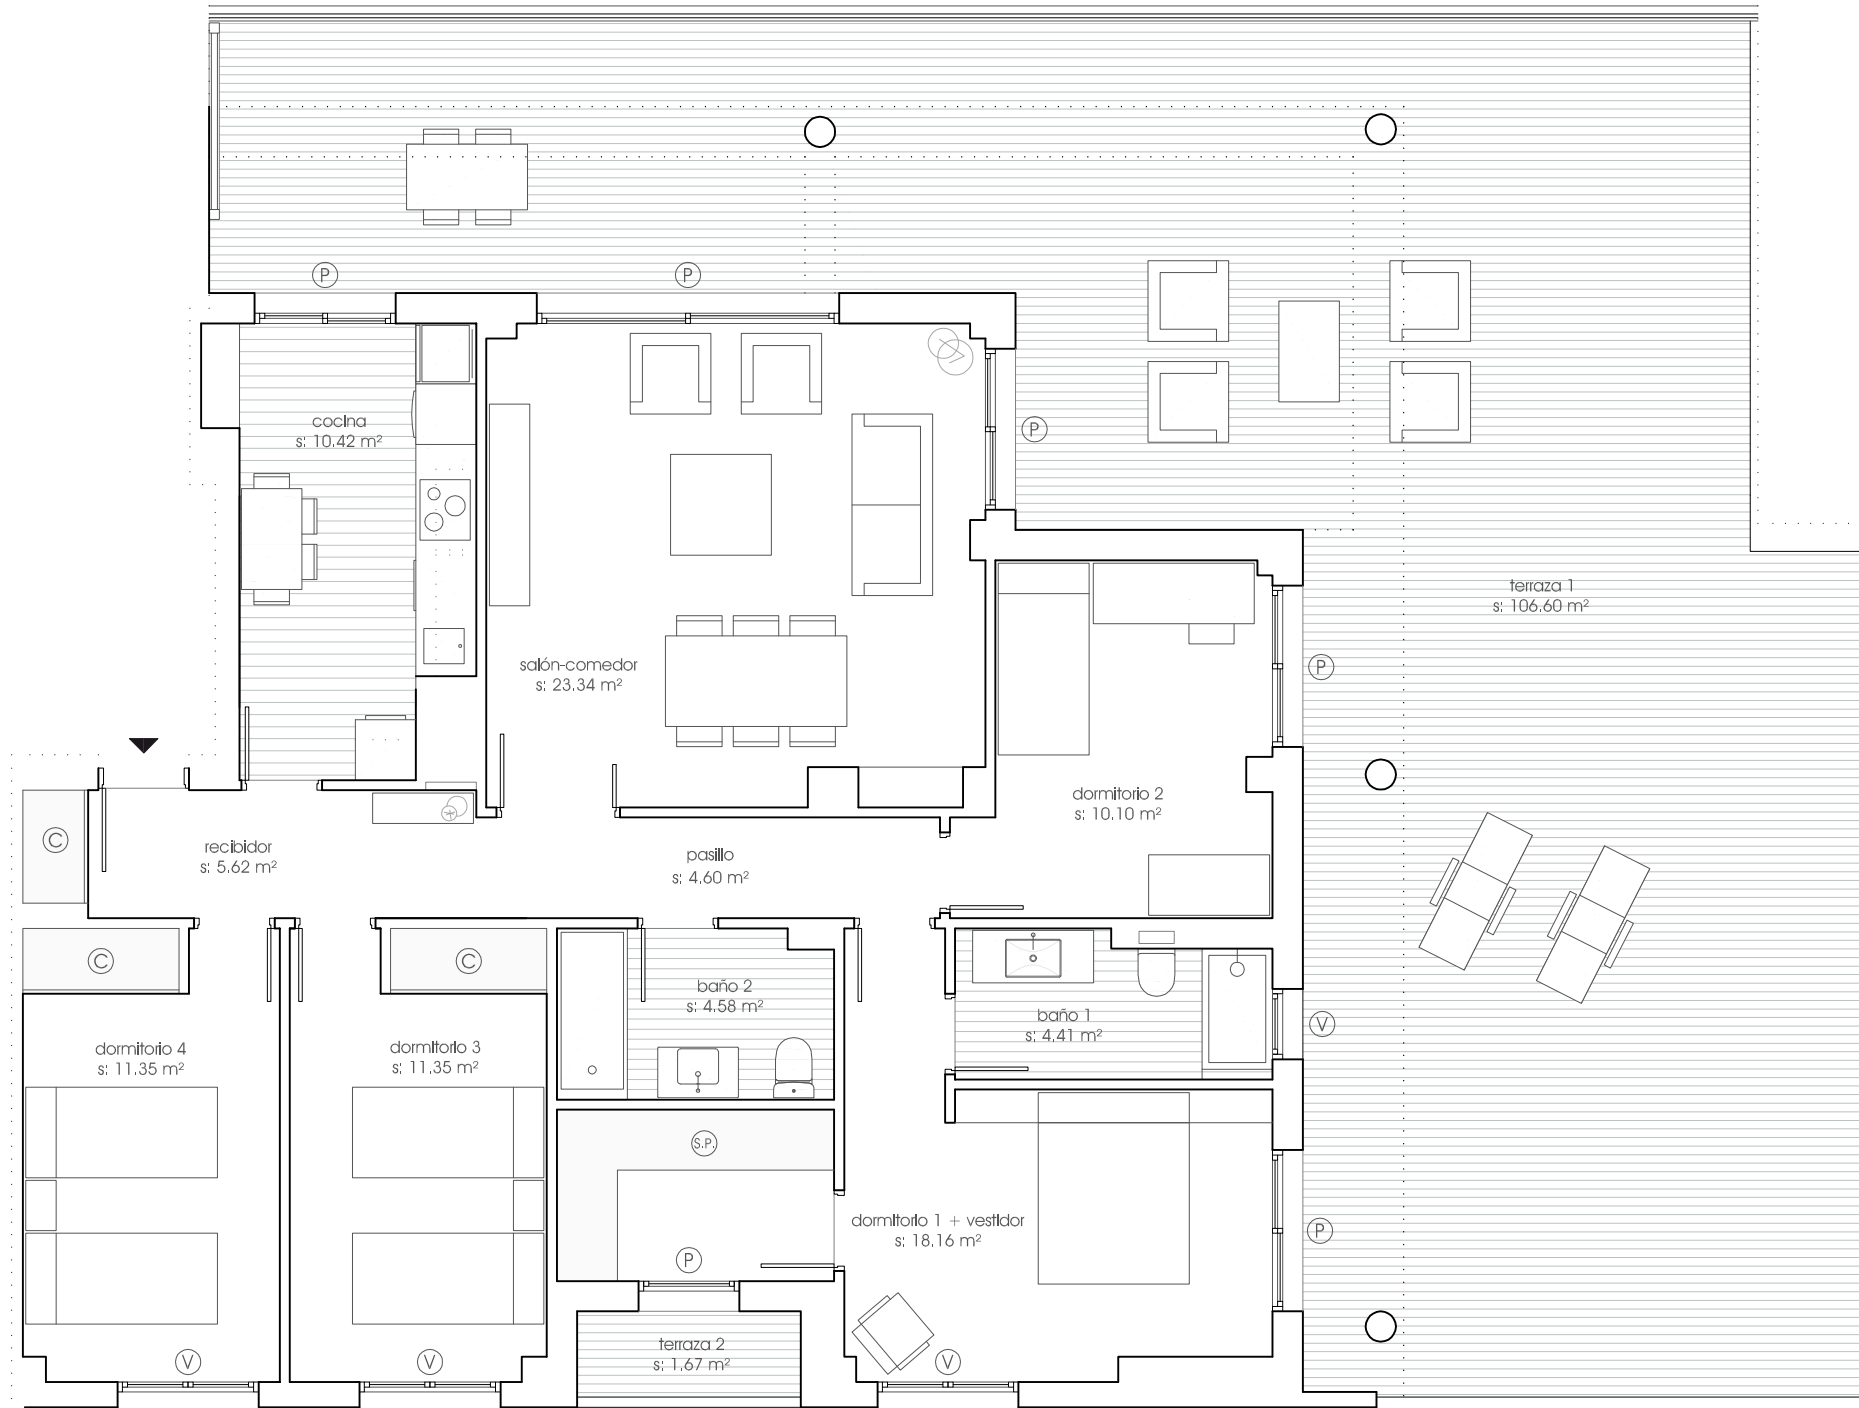 P
P
cocina
s: 10.42 m²
P
terraza 1
s: 106.60 m²
salón-comedor
s: 23.34 m²
P
dormitorio 2
s: 10.10 m²
C
recibidor
s: 5.62 m²
pasillo
s: 4.60 m²
C
C
baño 2
s: 4.58 m²
baño 1
s: 4.41 m²
V
dormitorio 4
s: 11.35 m²
dormitorio 3
s: 11.35 m²
S.P.
dormitorio 1 + vestidor
s: 18.16 m²
P
P
terraza 2
s: 1.67 m²
V
V
V